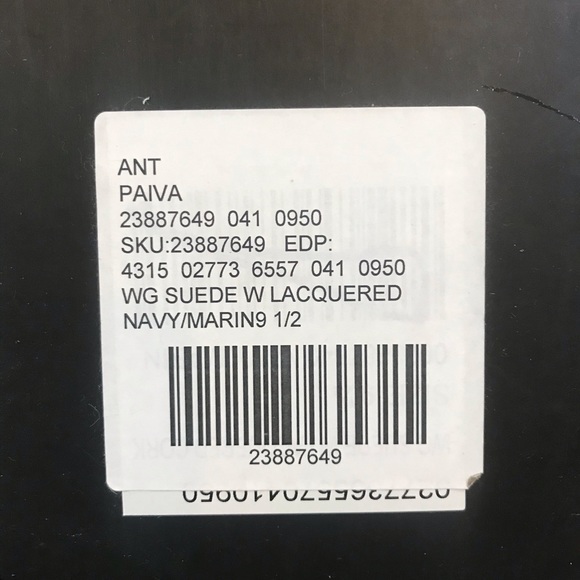 ANT
PAIVA
23887649 041 0950
SKU:23887649 EDP:
4315 02773 6557 041 0950
WG SUEDE W LACQUERED
NAVY/MARIN9 1/2
23887649
0277365570410950